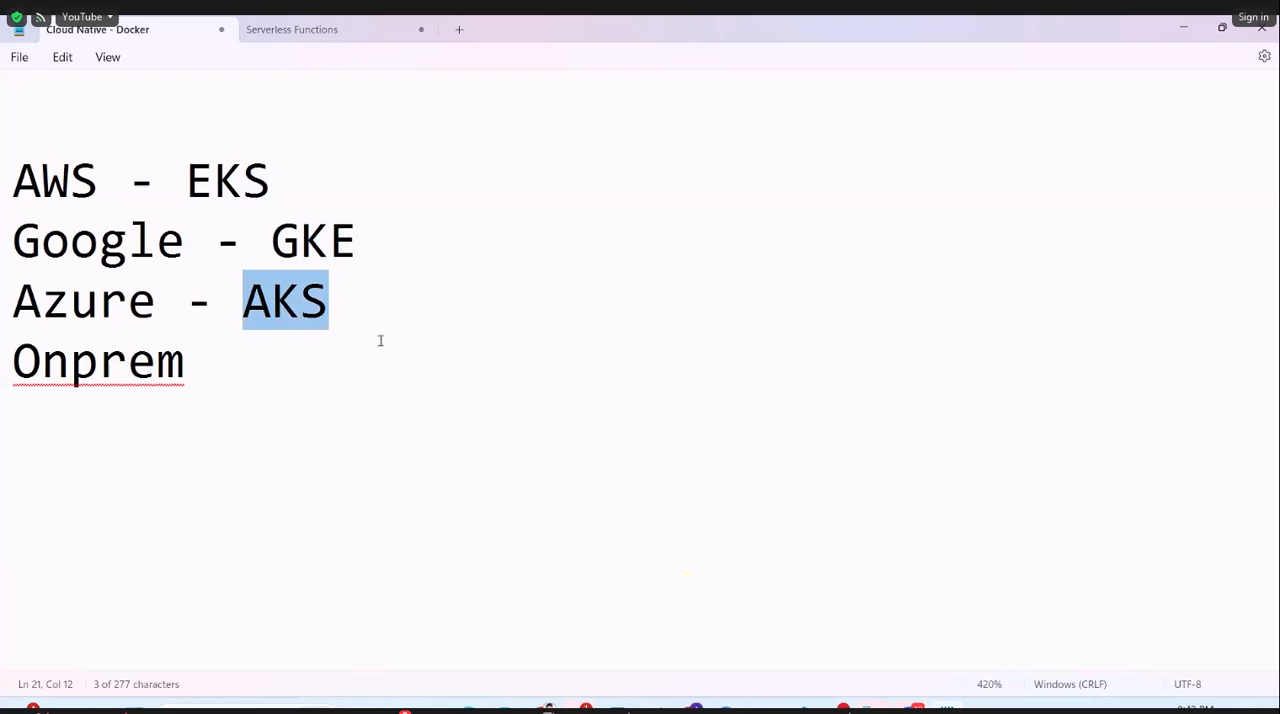 YouTube
Sign in
Cloud Native - Docker
Serverless Functions
File Edit View
AWS - EKS
Google - GKE
Azure - AKS
Onprem
Ln 21, Col 12
3 of 277 characters
420%
Windows (CRLF)
UTF-8